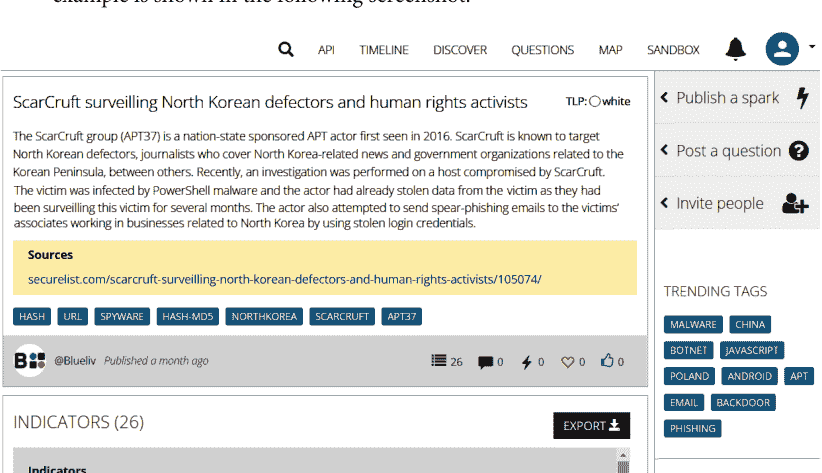 example is shown in the following screenshot:
API TIMELINE DISCOVER QUESTIONS MAP SANDBOX
ScarCruft surveilling North Korean defectors and human rights activists
TLP: white
The ScarCruft group (APT37) is a nation-state sponsored APT actor first seen in 2016. ScarCruft is known to target
North Korean defectors, journalists who cover North Korea-related news and government organizations related to the
Korean Peninsula, between others. Recently, an investigation was performed on a host compromised by ScarCruft.
The victim was infected by PowerShell malware and the actor had already stolen data from the victim as they had
been surveilling this victim for several months. The actor also attempted to send spear-phishing emails to the victims'
associates working in businesses related to North Korea by using stolen login credentials.
Sources
securelist.com/scarcruft-surveilling-north-korean-defectors-and-human-rights-activists/105074/
HASH URL SPYWARE HASH-MD5 NORTHKOREA SCARCRUFT APT37
B @Blueliv Published a month ago 26 0 0 0 0
INDICATORS (26)
EXPORT
Indicators
Publish a spark
Post a question
Invite people
TRENDING TAGS
MALWARE CHINA
BOTNET JAVASCRIPT
POLAND ANDROID APT
EMAIL BACKDOOR
PHISHING